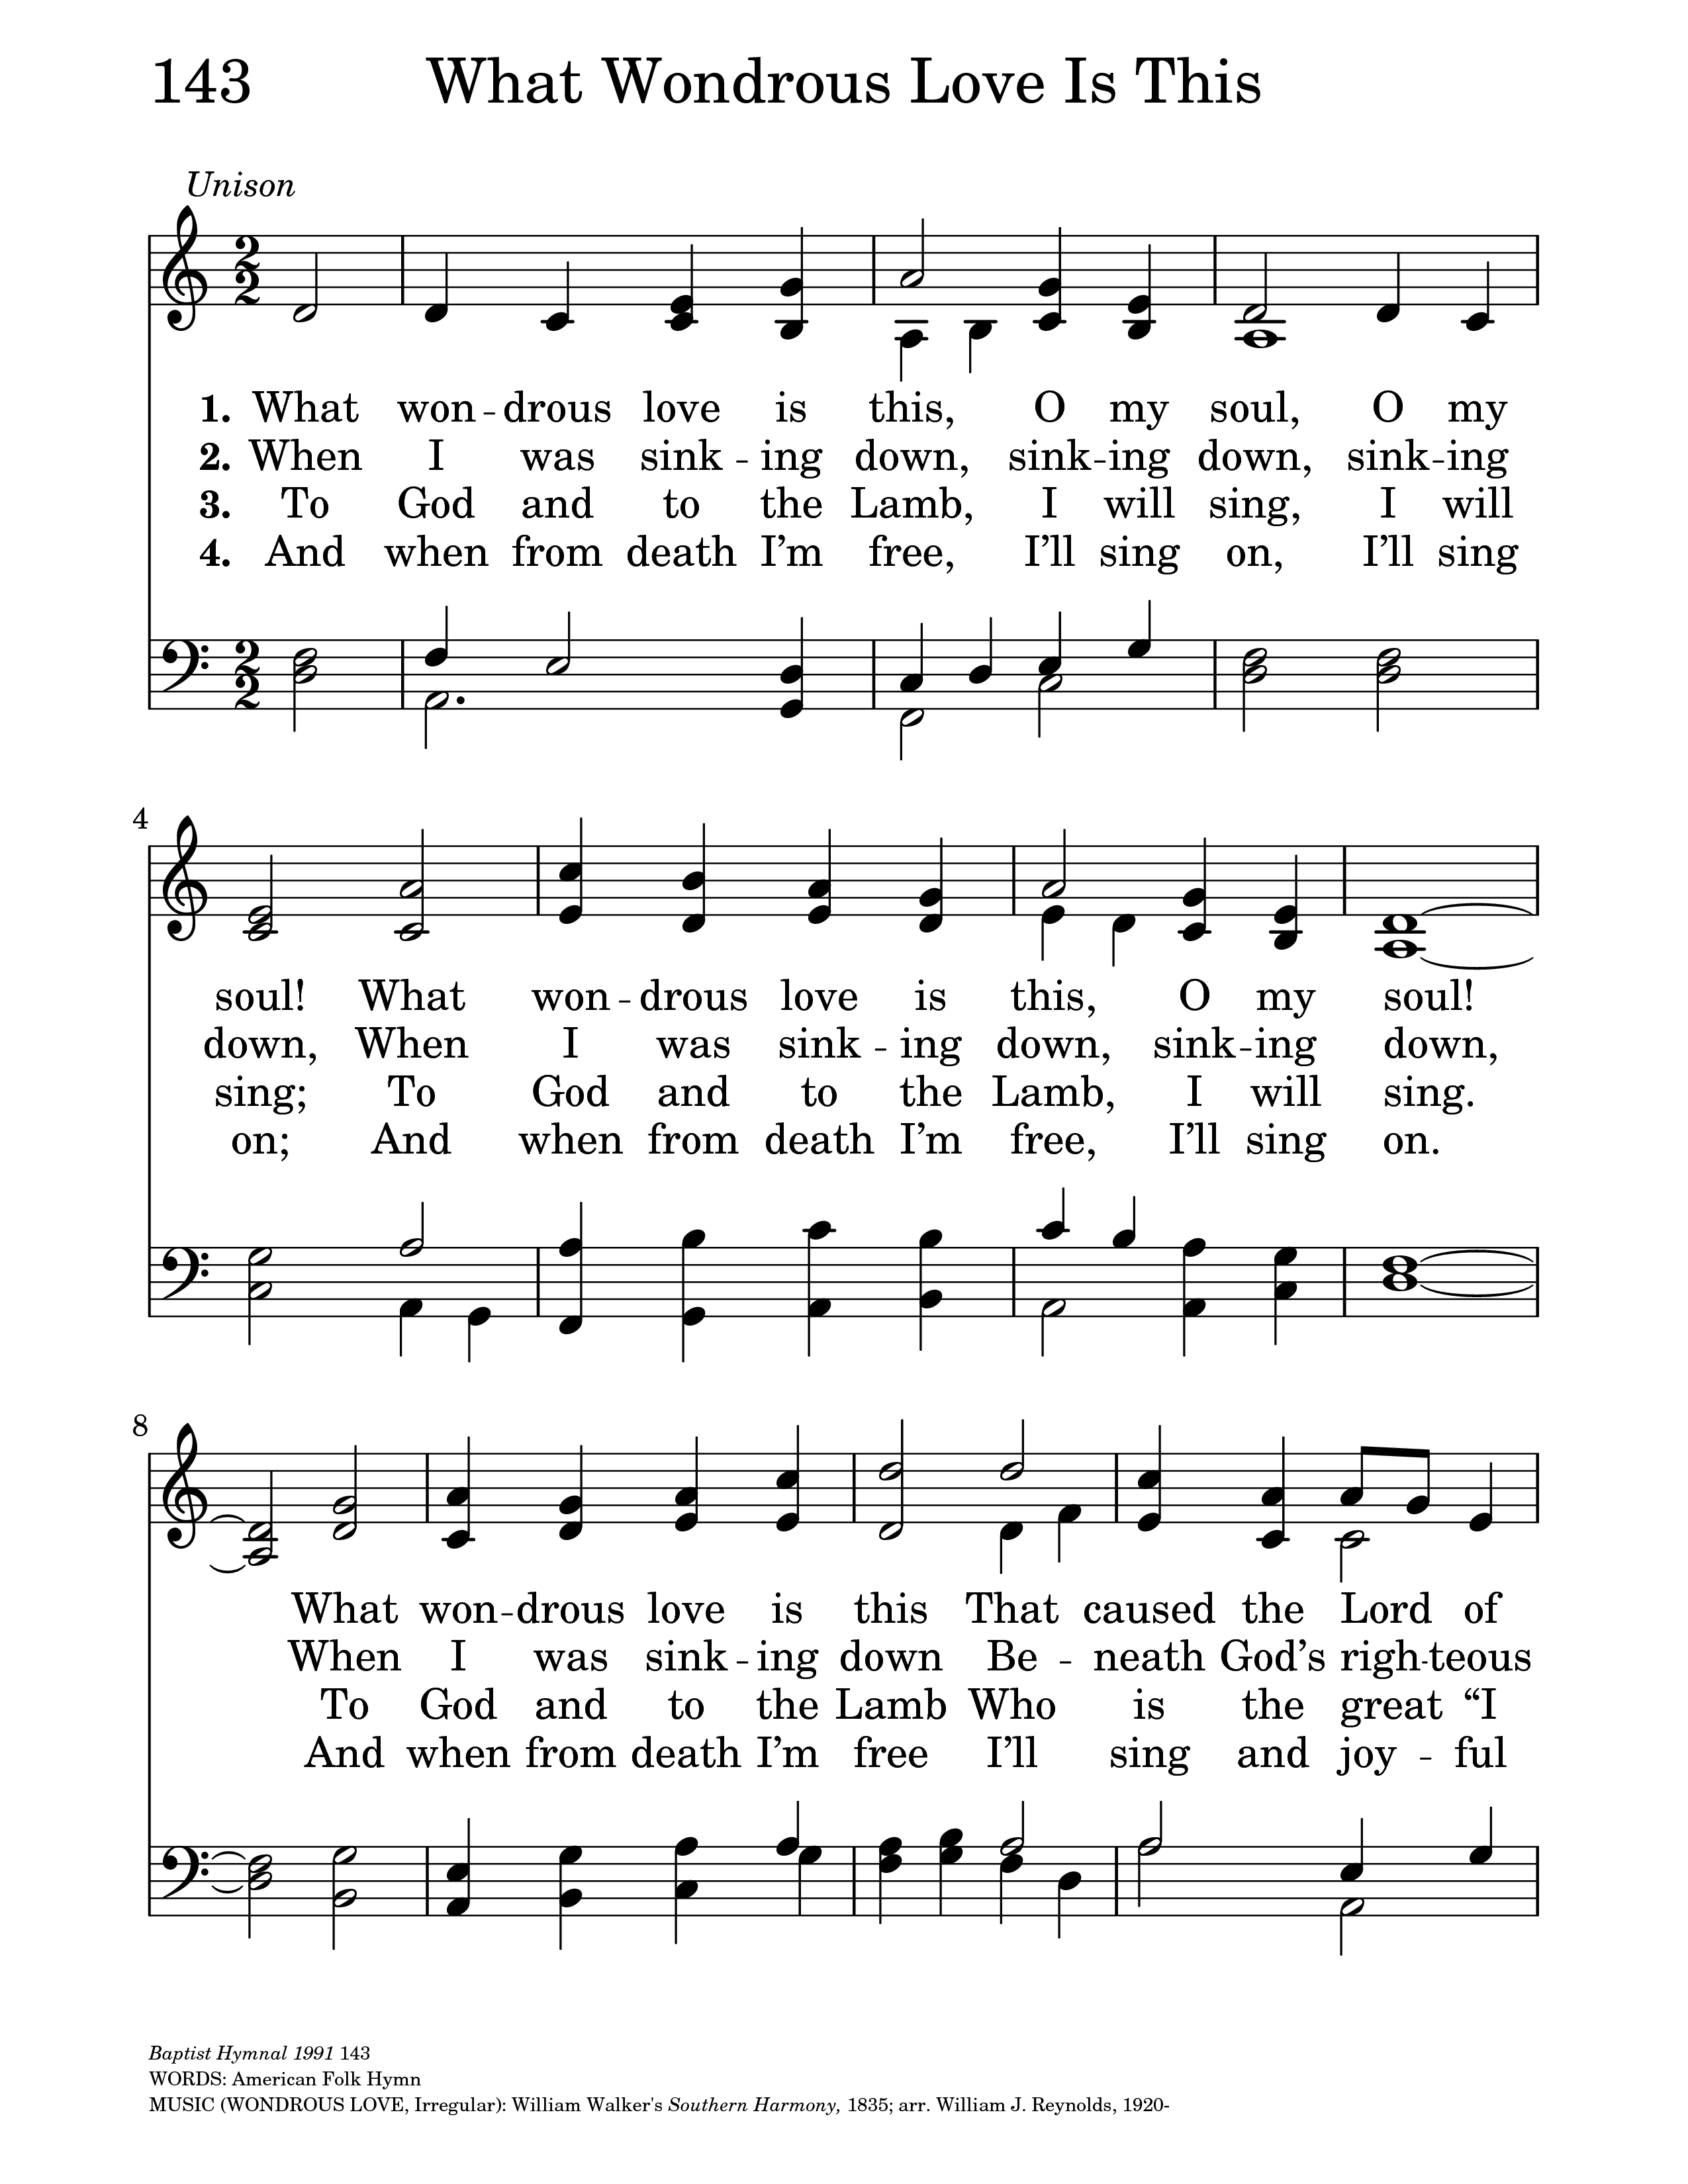 143 What Wondrous Love Is This
Unison
2 2
1. What won - drous love is this, O my soul, O my
2. When I was sink - ing down, sink - ing down, sink - ing
3. To God and to the Lamb, I will sing, I will
4. And when from death I’m free, I’ll sing on, I’ll sing
2 2
4
soul! What won - drous love is this, O my soul!
down, When I was sink - ing down, sink - ing down,
sing; To God and to the Lamb, I will sing.
on; And when from death I’m free, I’ll sing on.
8
What won - drous love is this That caused the Lord of
When I was sink - ing down Be - neath God’s righ - teous
To God and to the Lamb Who is the great “I
And when from death I’m free I’ll sing and joy - ful
Baptist Hymnal 1991 143
WORDS: American Folk Hymn
MUSIC (WONDROUS LOVE, Irregular): William Walker's Southern Harmony, 1835; arr. William J. Reynolds, 1920-